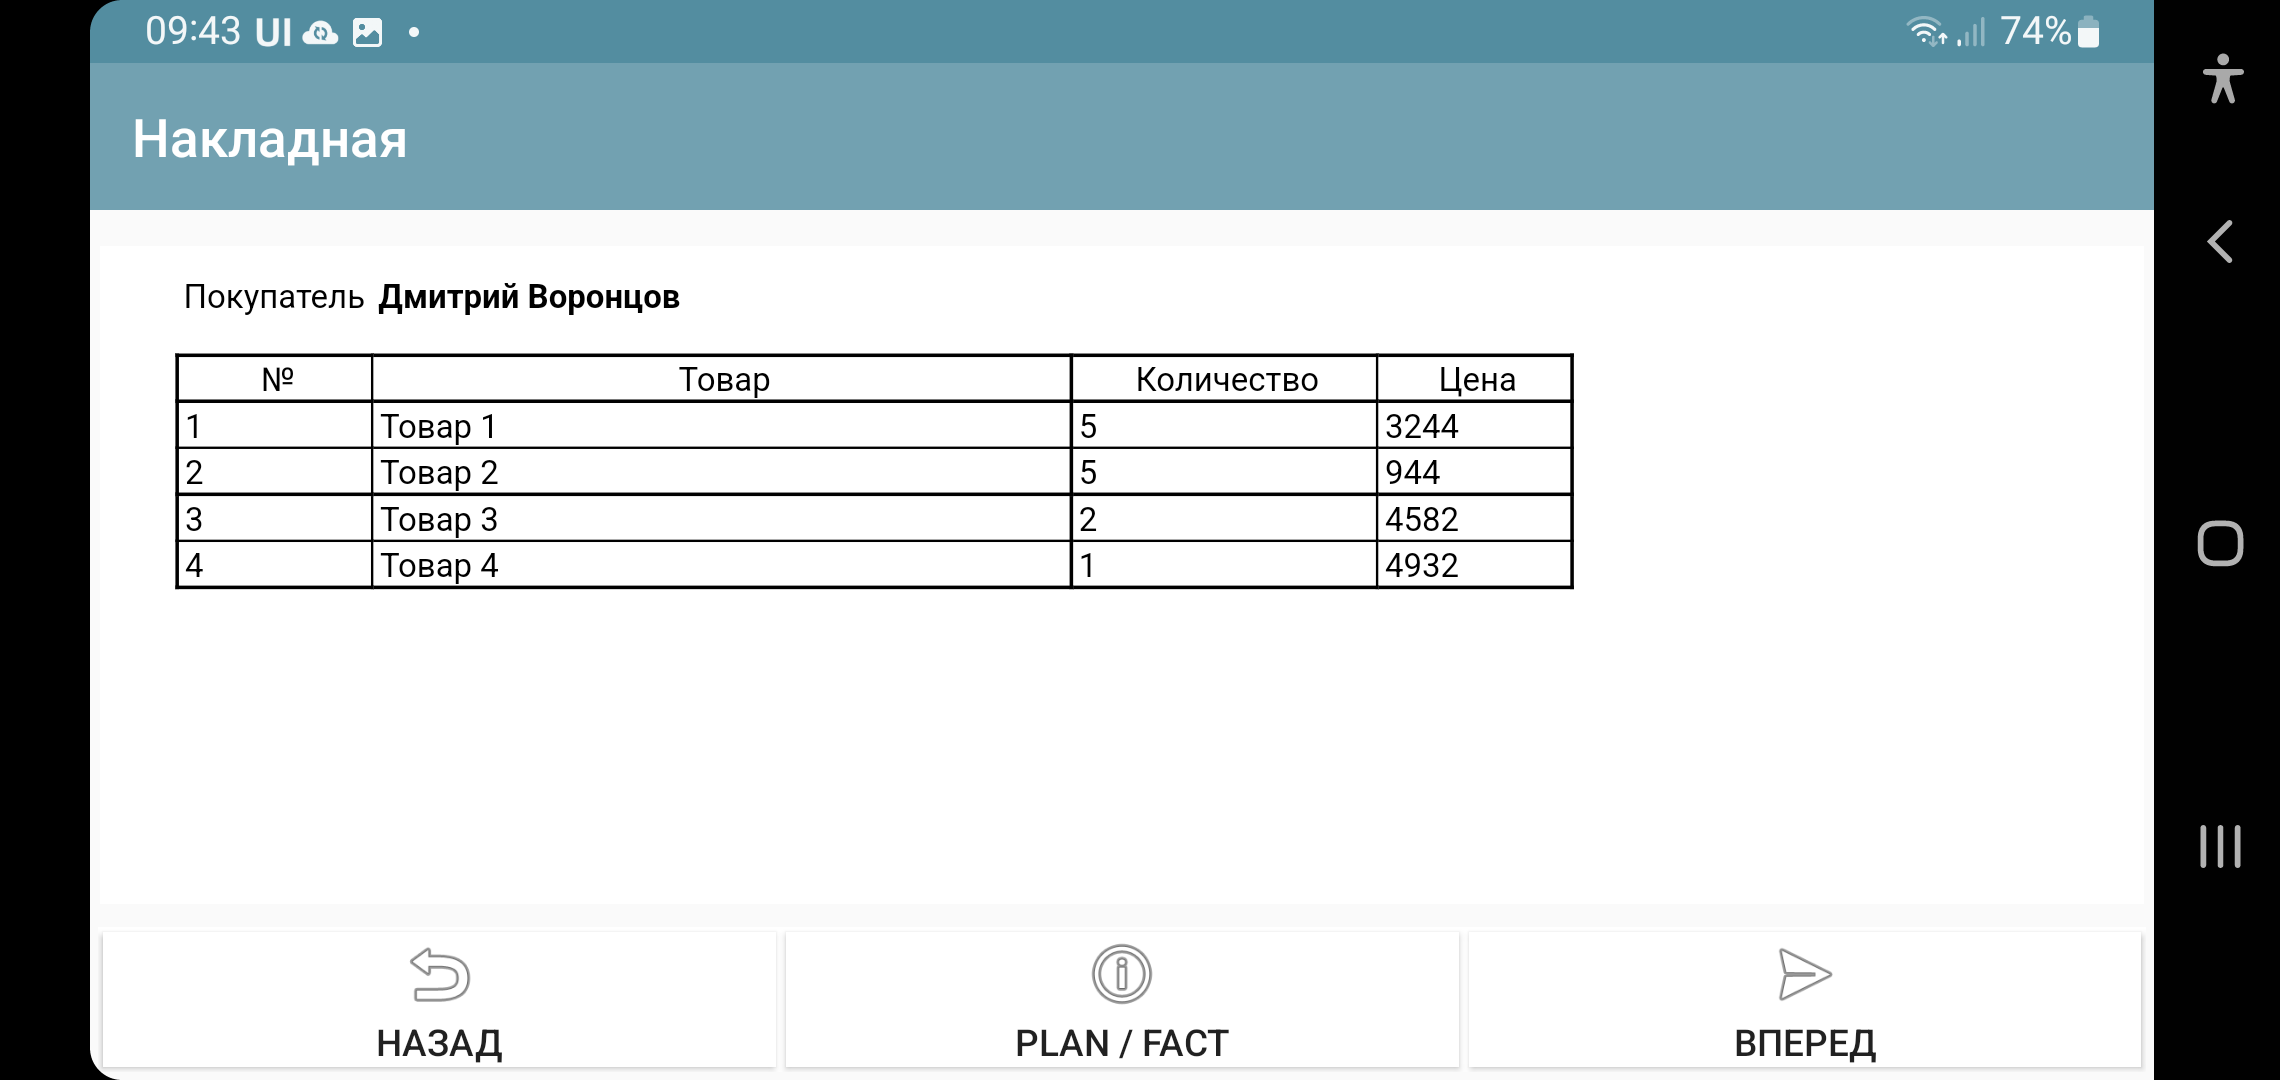 09:43 UI 74%
Накладная
Покупатель Дмитрий Воронцов
№ Товар Количество Цена
1 Товар 1 5 3244
2 Товар 2 5 944
3 Товар 3 2 4582
4 Товар 4 1 4932
НАЗАД PLAN / FACT ВПЕРЕД